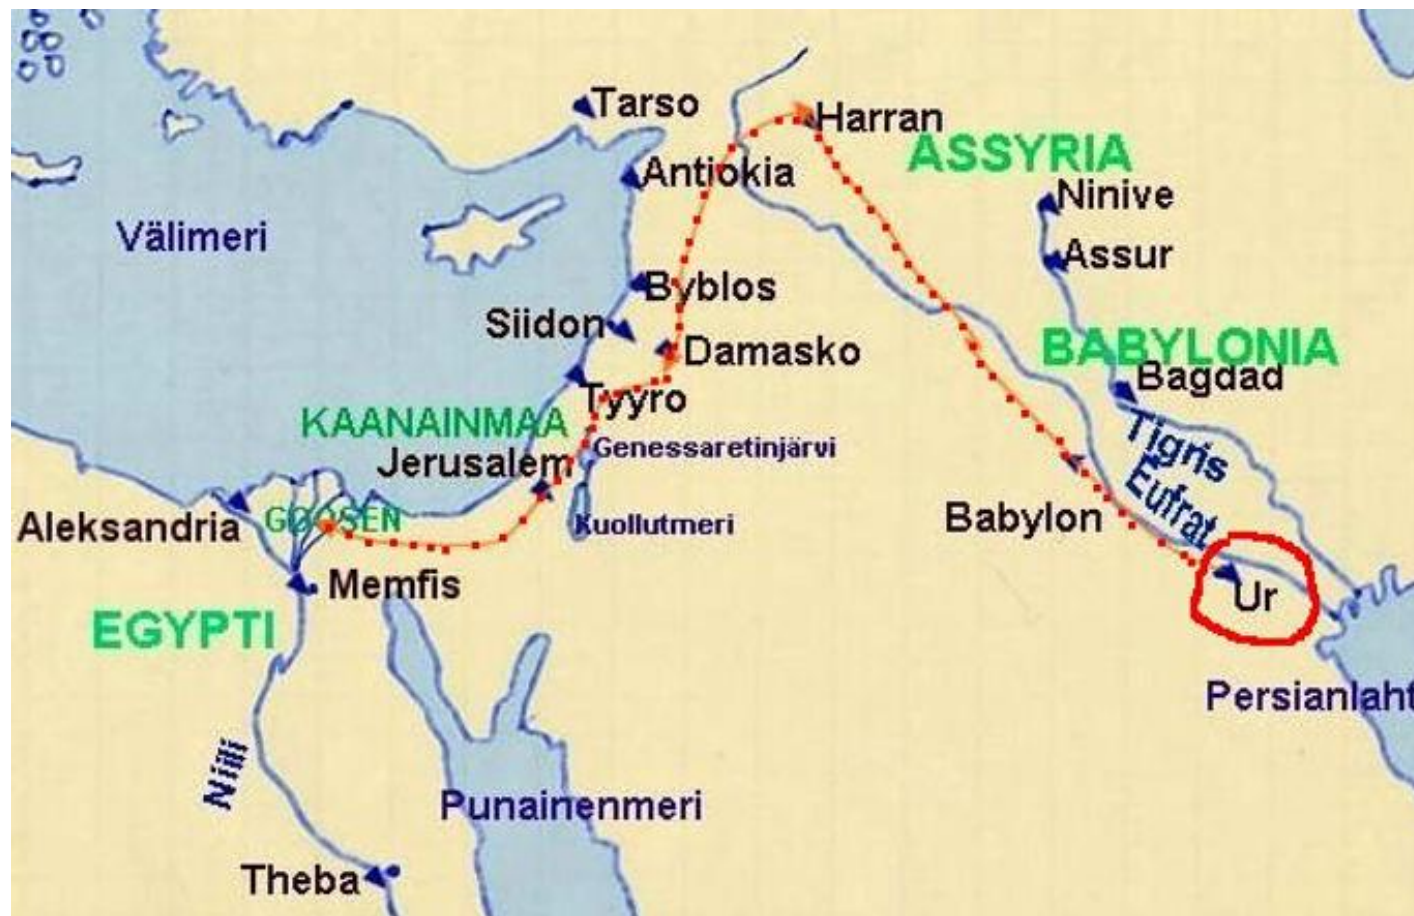 Tarso
Harran
ASSYRIA
Antiokia
Ninive
Välimeri
Assur
Byblos
Siidon
Damasko
BABYLONIA
Bagdad
Tyyro
KAANAINMAA
Genessaretinjärvi
Jerusalem
Tigris
Eufrat
Aleksandria
GOOSEN
Kuollutmeri
Babylon
Memfis
Ur
EGYPTI
Persianlaht
Niili
Punainenmeri
Theba